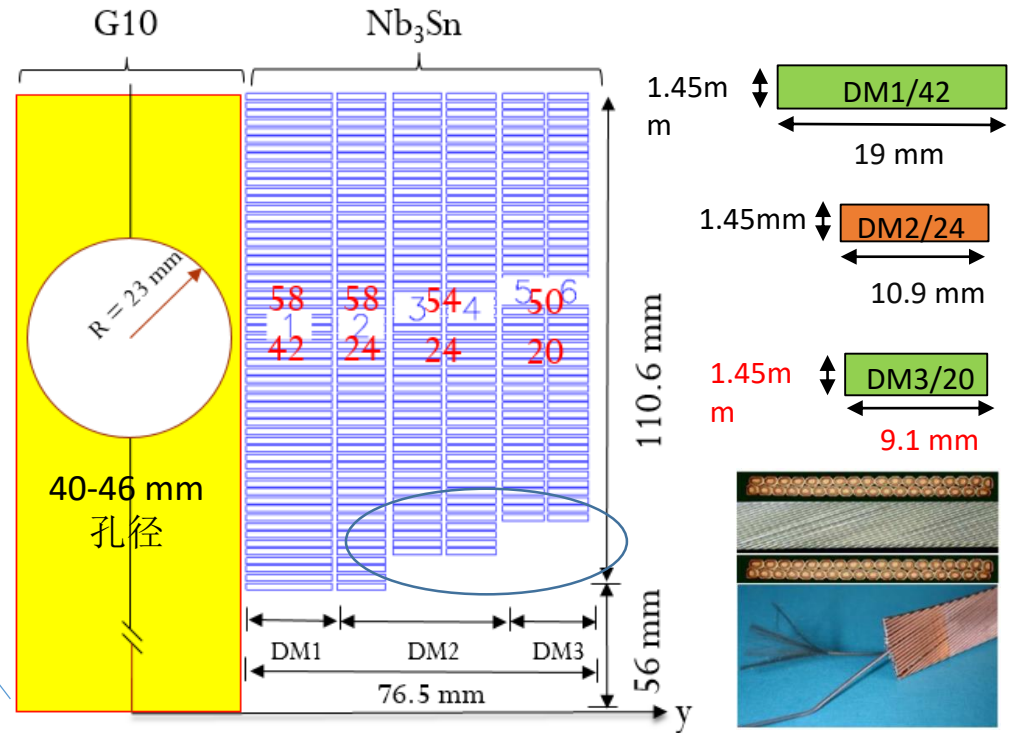 G10
Nb₃Sn
R = 23 mm
40-46 mm
孔径
58
58
54
50
1
2
3
4
5
6
42
24
24
20
110.6 mm
56 mm
DM1
DM2
DM3
76.5 mm
y
1.45m
m
DM1/42
19 mm
1.45mm
DM2/24
10.9 mm
1.45m
m
DM3/20
9.1 mm